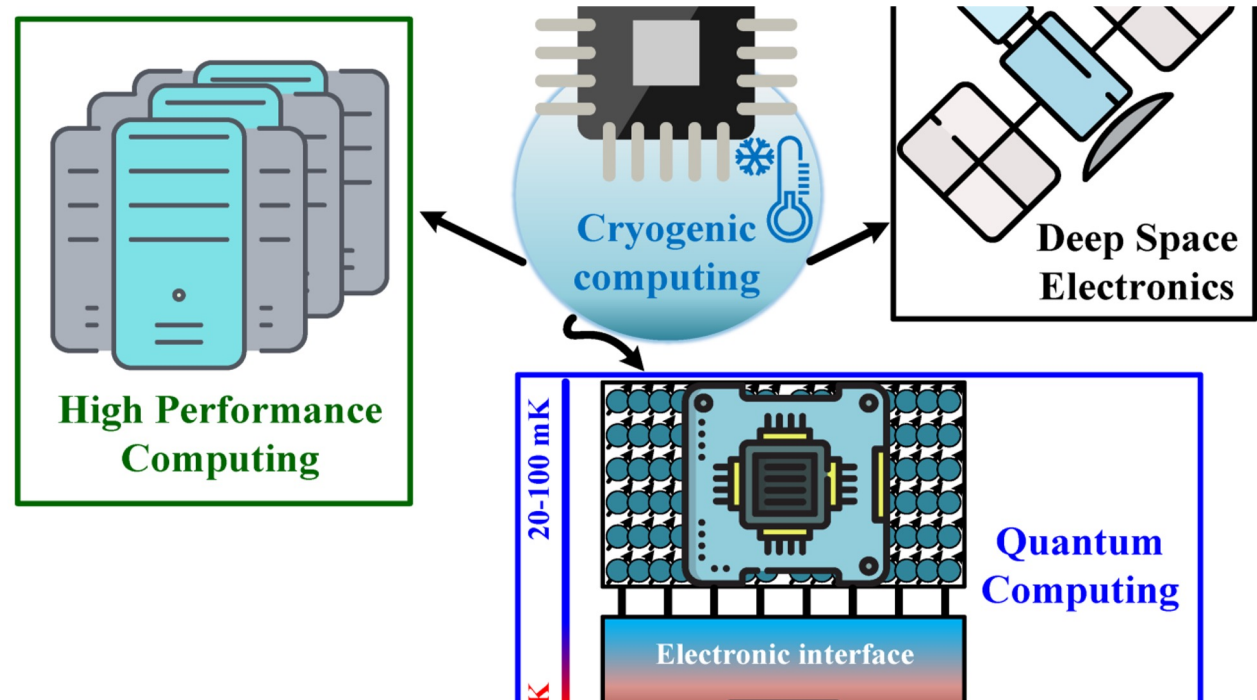 Cryogenic
computing
Deep Space
Electronics
High Performance
Computing
20-100 mK
Quantum
Computing
Electronic interface
K